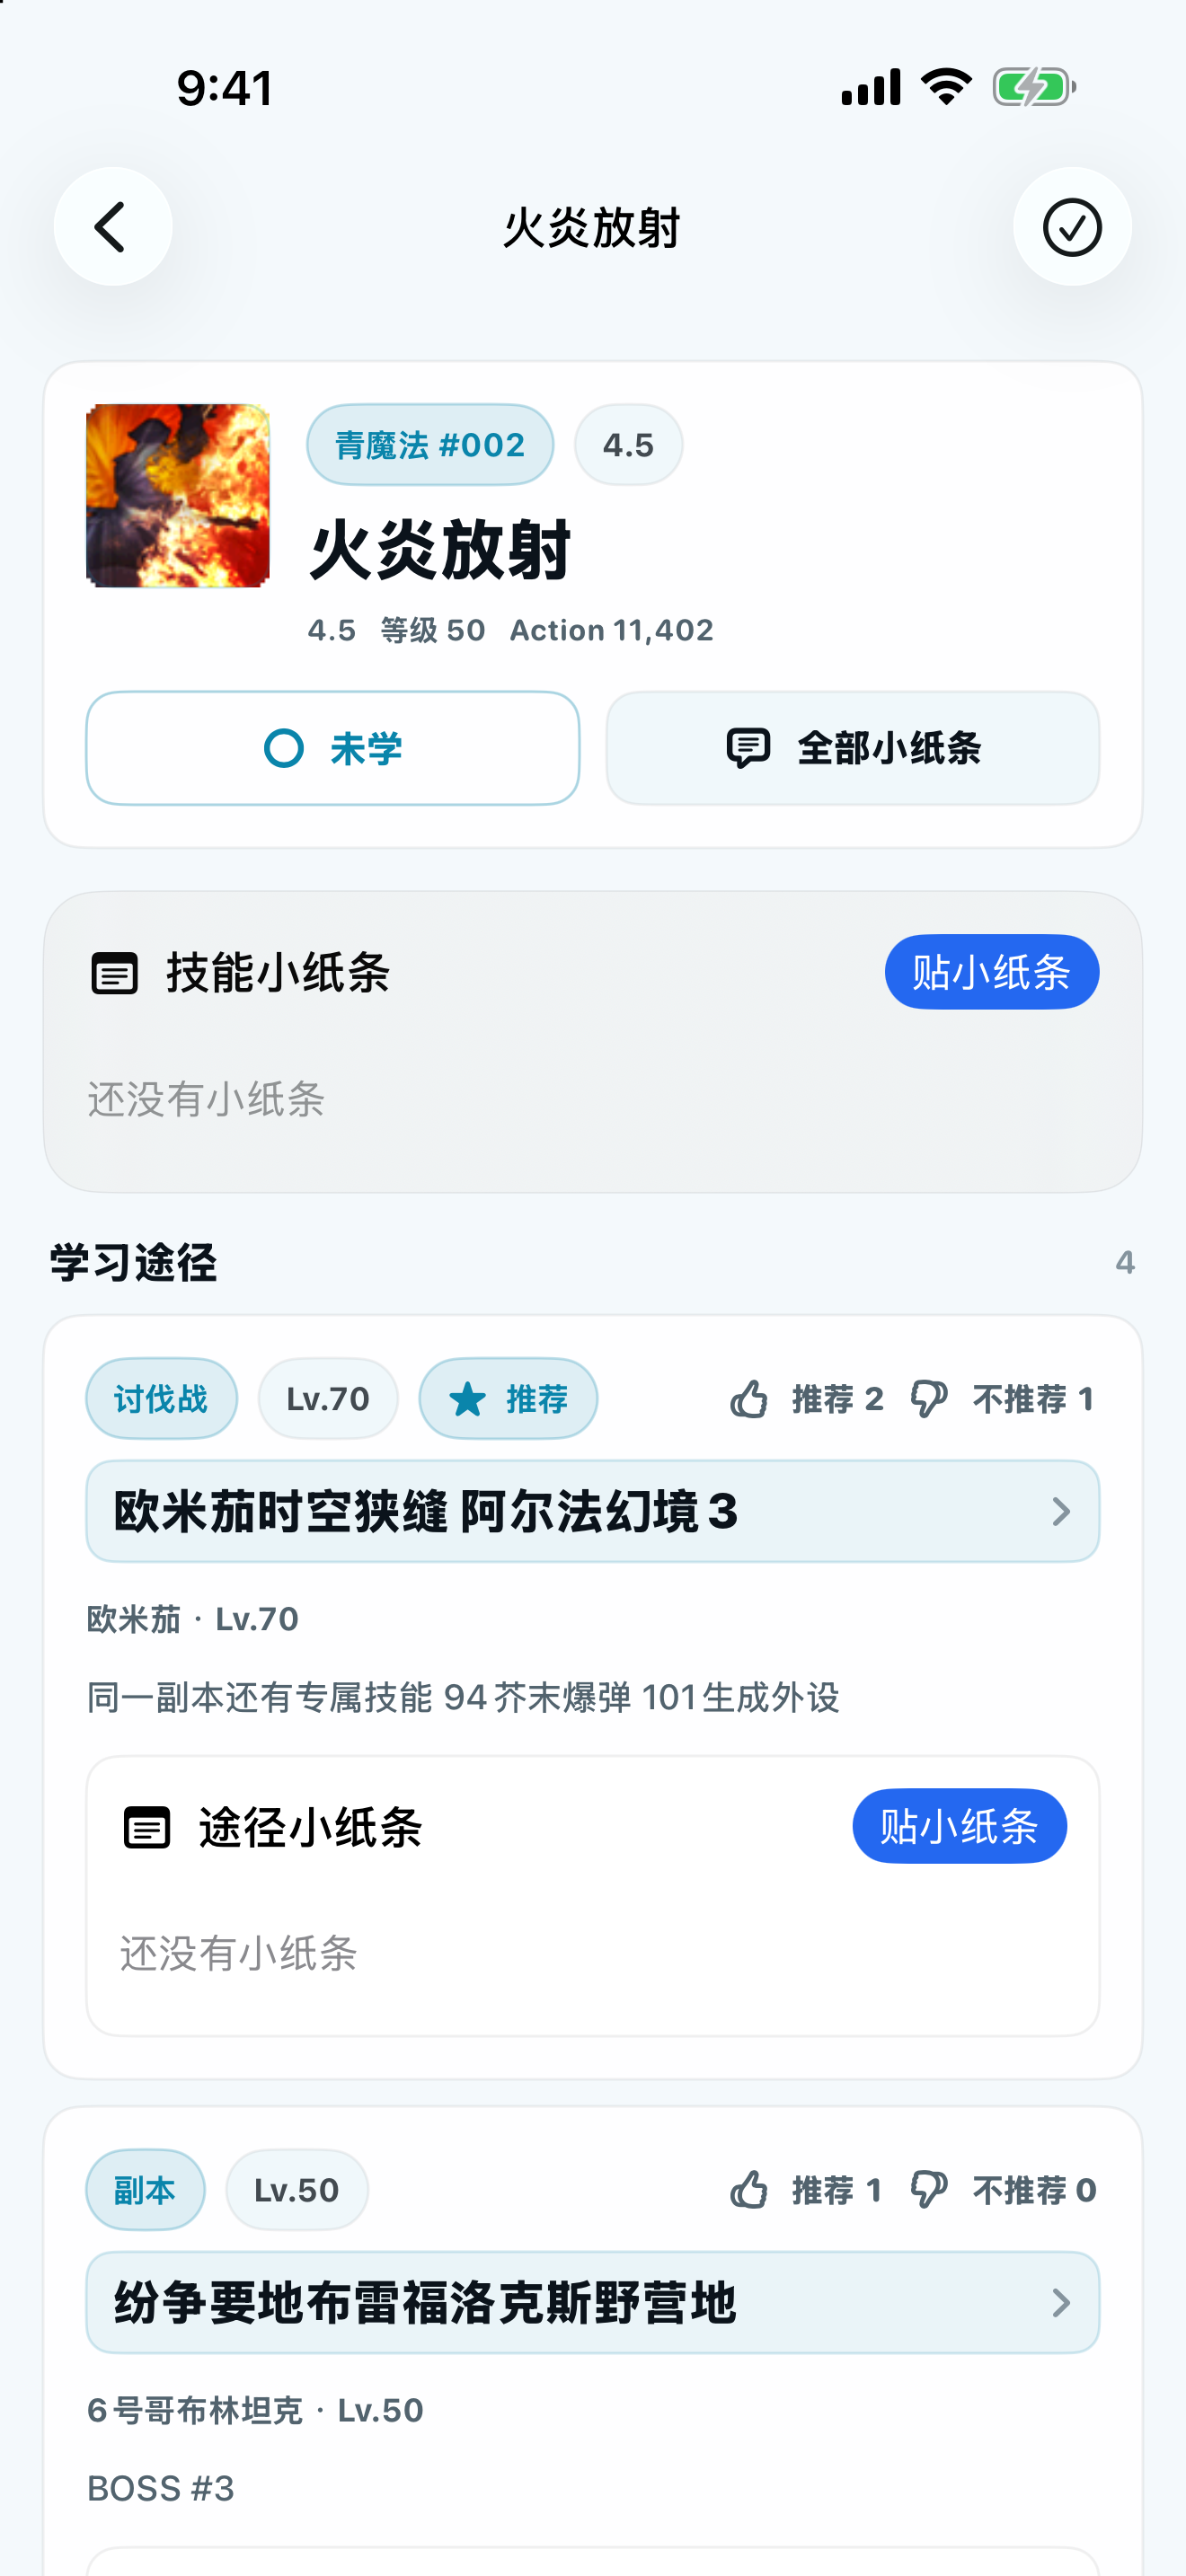 9:41
火炎放射
青魔法 #002 4.5
火炎放射
4.5 等级 50 Action 11,402
未学 全部小纸条
技能小纸条 贴小纸条
还没有小纸条
学习途径 4
讨伐战 Lv.70 推荐 推荐 2 不推荐 1
欧米茄时空狭缝 阿尔法幻境3
欧米茄 · Lv.70
同一副本还有专属技能 94芥末爆弹 101生成外设
途径小纸条 贴小纸条
还没有小纸条
副本 Lv.50 推荐 1 不推荐 0
纷争要地布雷福洛克斯野营地
6号哥布林坦克 · Lv.50
BOSS #3